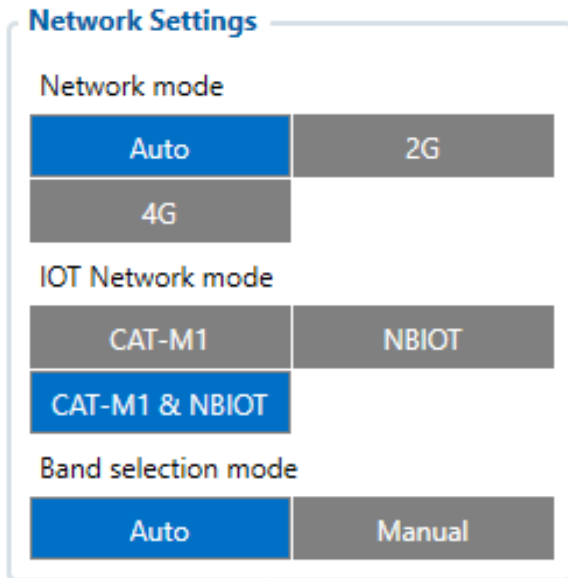 Network Settings
Network mode
Auto 2G
4G
IOT Network mode
CAT-M1 NBIOT
CAT-M1 & NBIOT
Band selection mode
Auto Manual